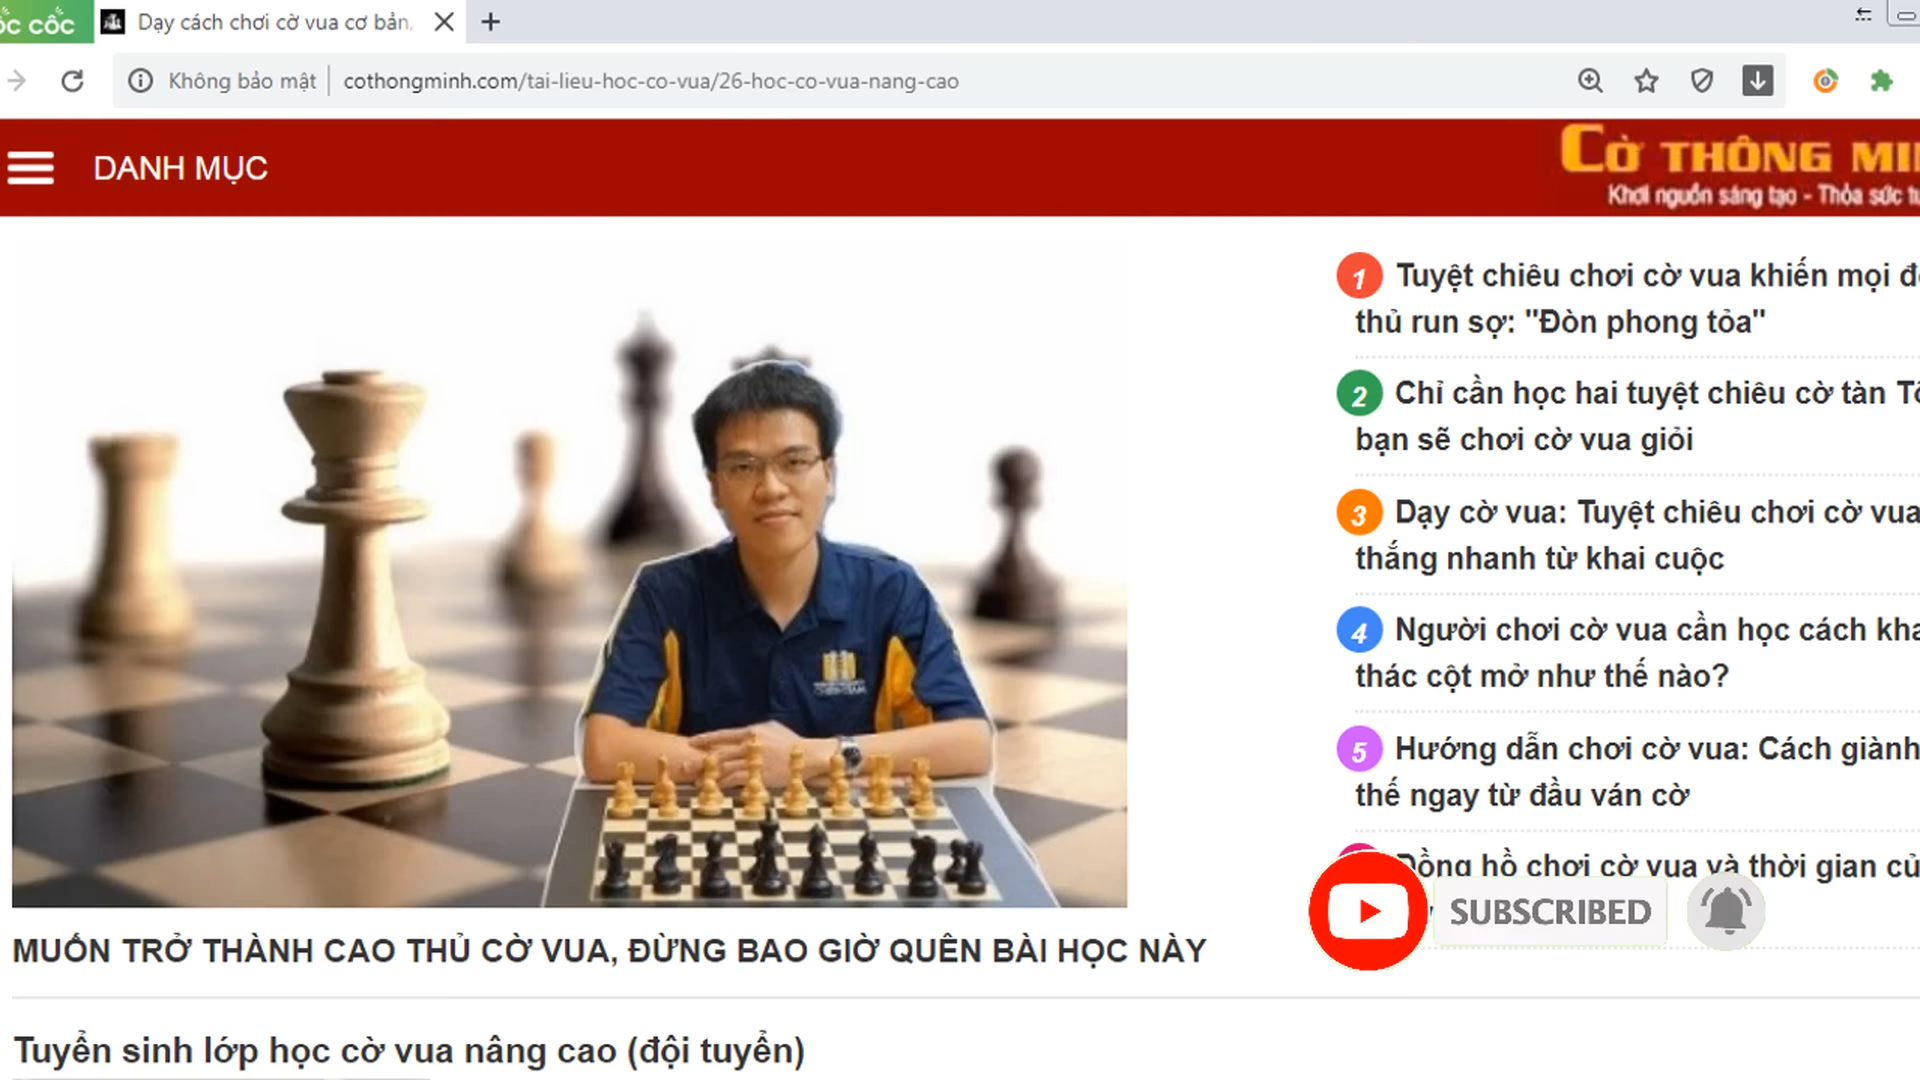 cốc
Dạy cách chơi cờ vua cơ bản,
Không bảo mật
cothongminh.com/tai-lieu-hoc-co-vua/26-hoc-co-vua-nang-cao
DANH MỤC
CỜ THÔNG
Khơi nguồn sáng tạo - Thỏa sức
1 Tuyệt chiêu chơi cờ vua khiến mọi
thủ run sợ: "Đòn phong tỏa"
2 Chỉ cần học hai tuyệt chiêu cờ tàn
bạn sẽ chơi cờ vua giỏi
3 Dạy cờ vua: Tuyệt chiêu chơi cờ vua
thắng nhanh từ khai cuộc
4 Người chơi cờ vua cần học cách
thác cột mở như thế nào?
5 Hướng dẫn chơi cờ vua: Cách giành
thế ngay từ đầu ván cờ
Đồng hồ chơi cờ vua và thời gian
SUBSCRIBED
MUỐN TRỞ THÀNH CAO THỦ CỜ VUA, ĐỪNG BAO GIỜ QUÊN BÀI HỌC NÀY
Tuyển sinh lớp học cờ vua nâng cao (đội tuyển)